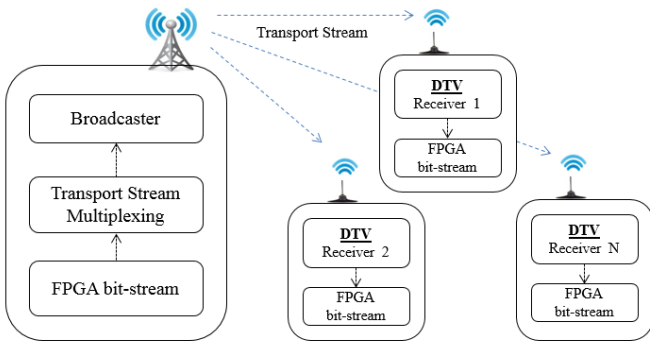 Transport Stream
Broadcaster
Transport Stream
Multiplexing
FPGA bit-stream
DTV
Receiver 1
FPGA
bit-stream
DTV
Receiver 2
FPGA
bit-stream
DTV
Receiver N
FPGA
bit-stream